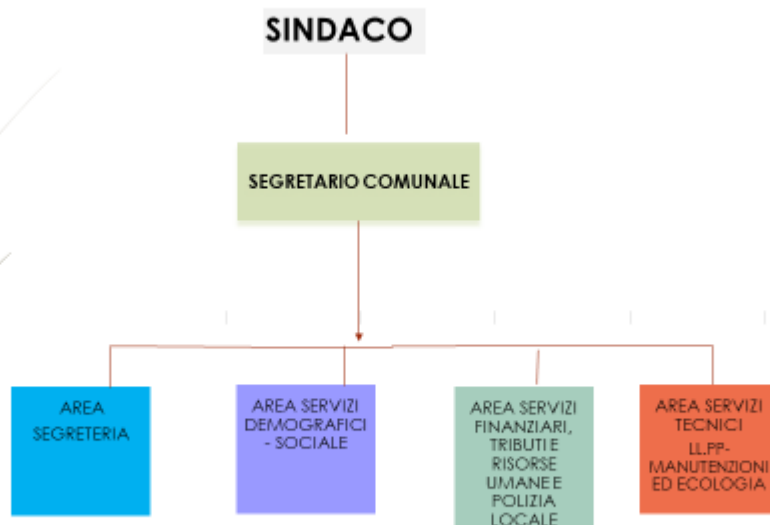 SINDACO
SEGRETARIO COMUNALE
AREA
SEGRETERIA
AREA SERVIZI
DEMOGRAFICI
- SOCIALE
AREA SERVIZI
FINANZIARI,
TRIBUTI E
RISORSE
UMANE E
POLIZIA
LOCALE
AREA SERVIZI
TECNICI
LL.PP-
MANUTENZIONI
ED ECOLOGIA